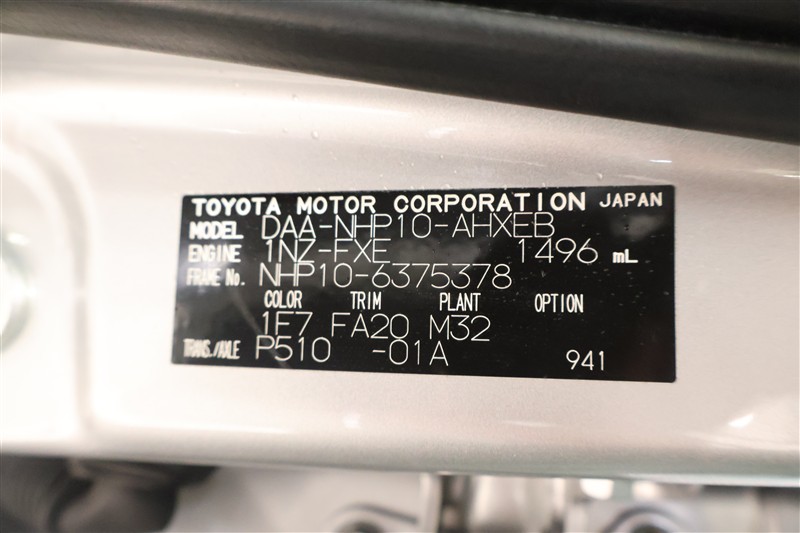 TOYOTA MOTOR CORPORATION JAPAN
MODEL DAA-NHP10-AHXEB
ENGINE 1NZ-FXE 1496 mL
FRAME No. NHP10-6375378
COLOR TRIM PLANT OPTION
1F7 FA20 M32
TRANS./AXLE P510 -01A 941